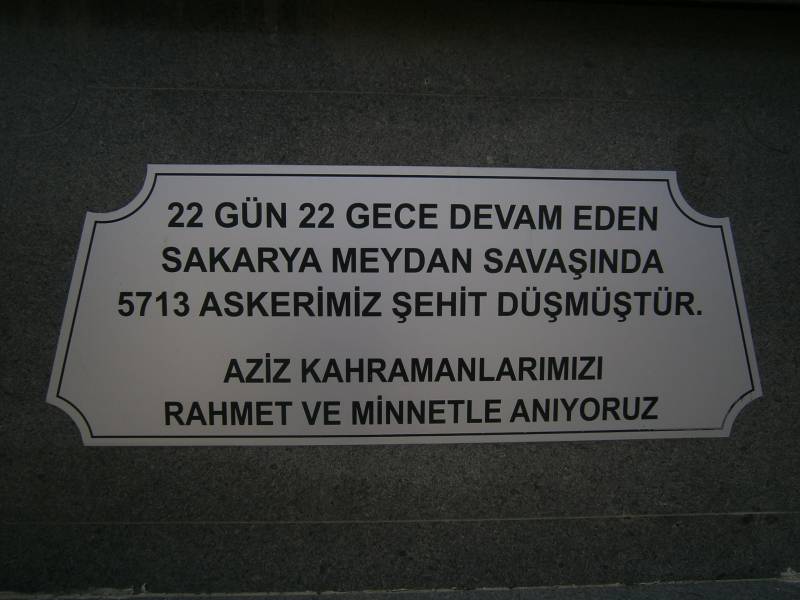 22 GÜN 22 GECE DEVAM EDEN
SAKARYA MEYDAN SAVAŞINDA
5713 ASKERİMİZ ŞEHİT DÜŞMÜŞTÜR.
AZİZ KAHRAMANLARIMIZI
RAHMET VE MİNNETLE ANIYORUZ